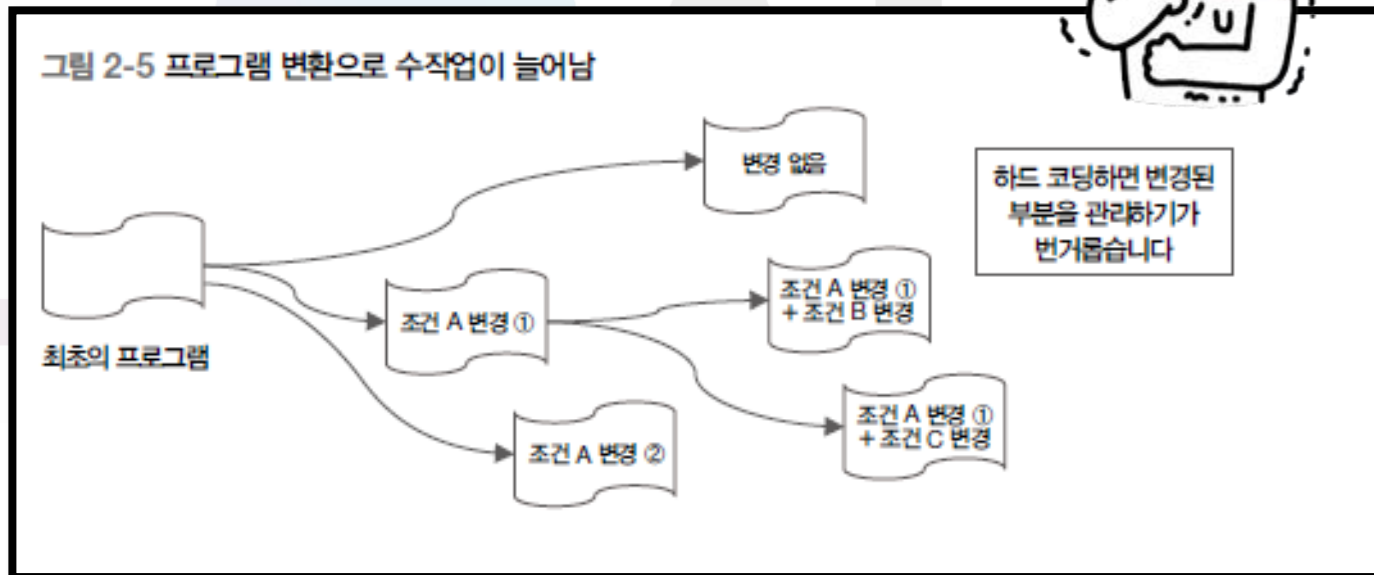 그림 2-5 프로그램 변환으로 수작업이 늘어남
변경 없음
하드 코딩하면 변경된
부분을 관리하기가
번거롭습니다
최초의 프로그램
조건 A 변경 ①
조건 A 변경 ①
+ 조건 B 변경
조건 A 변경 ②
조건 A 변경 ①
+ 조건 C 변경